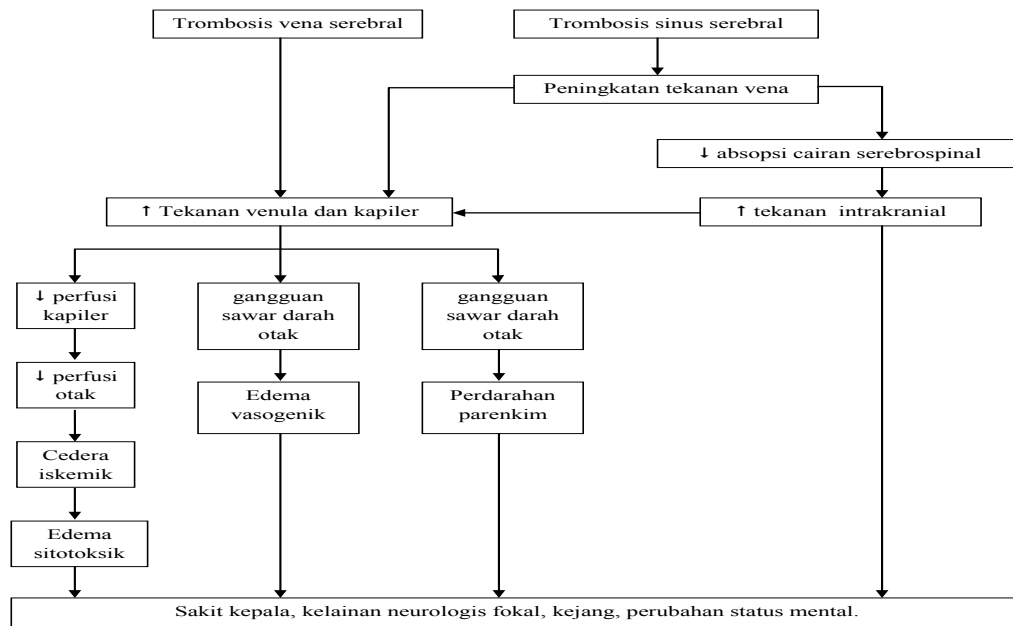 Trombosis vena serebral
Trombosis sinus serebral
Peningkatan tekanan vena
↓ absopsi cairan serebrospinal
↑ Tekanan venula dan kapiler
↑ tekanan intrakranial
↓ perfusi
kapiler
gangguan
sawar darah
otak
gangguan
sawar darah
otak
↓ perfusi
otak
Edema
vasogenik
Perdarahan
parenkim
Cedera
iskemik
Edema
sitotoksik
Sakit kepala, kelainan neurologis fokal, kejang, perubahan status mental.